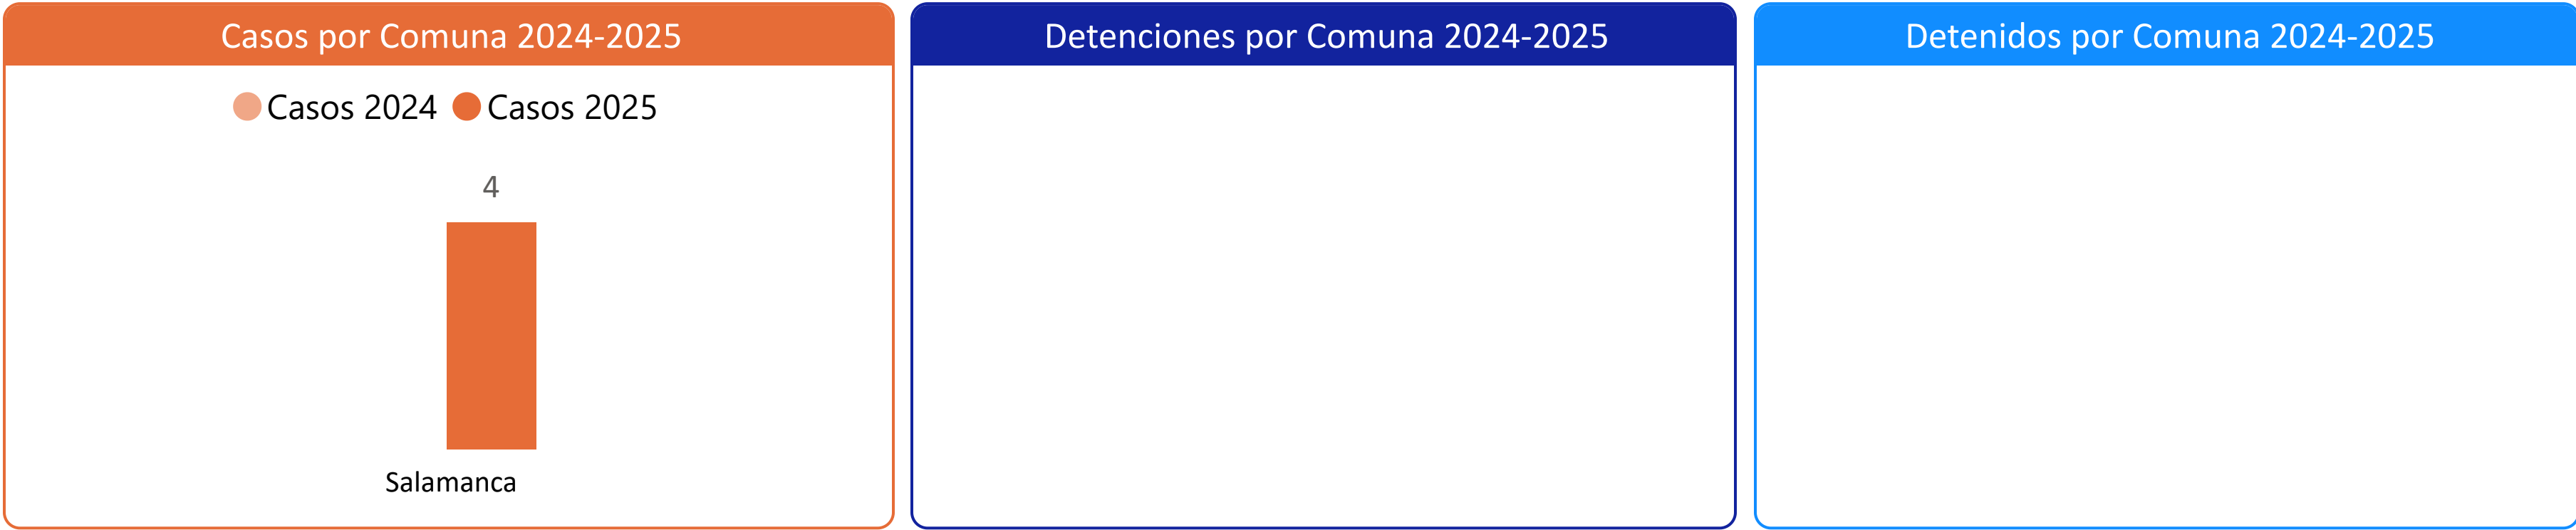 Casos por Comuna 2024-2025
Casos 2024 Casos 2025
4
Salamanca
Detenciones por Comuna 2024-2025
Detenidos por Comuna 2024-2025